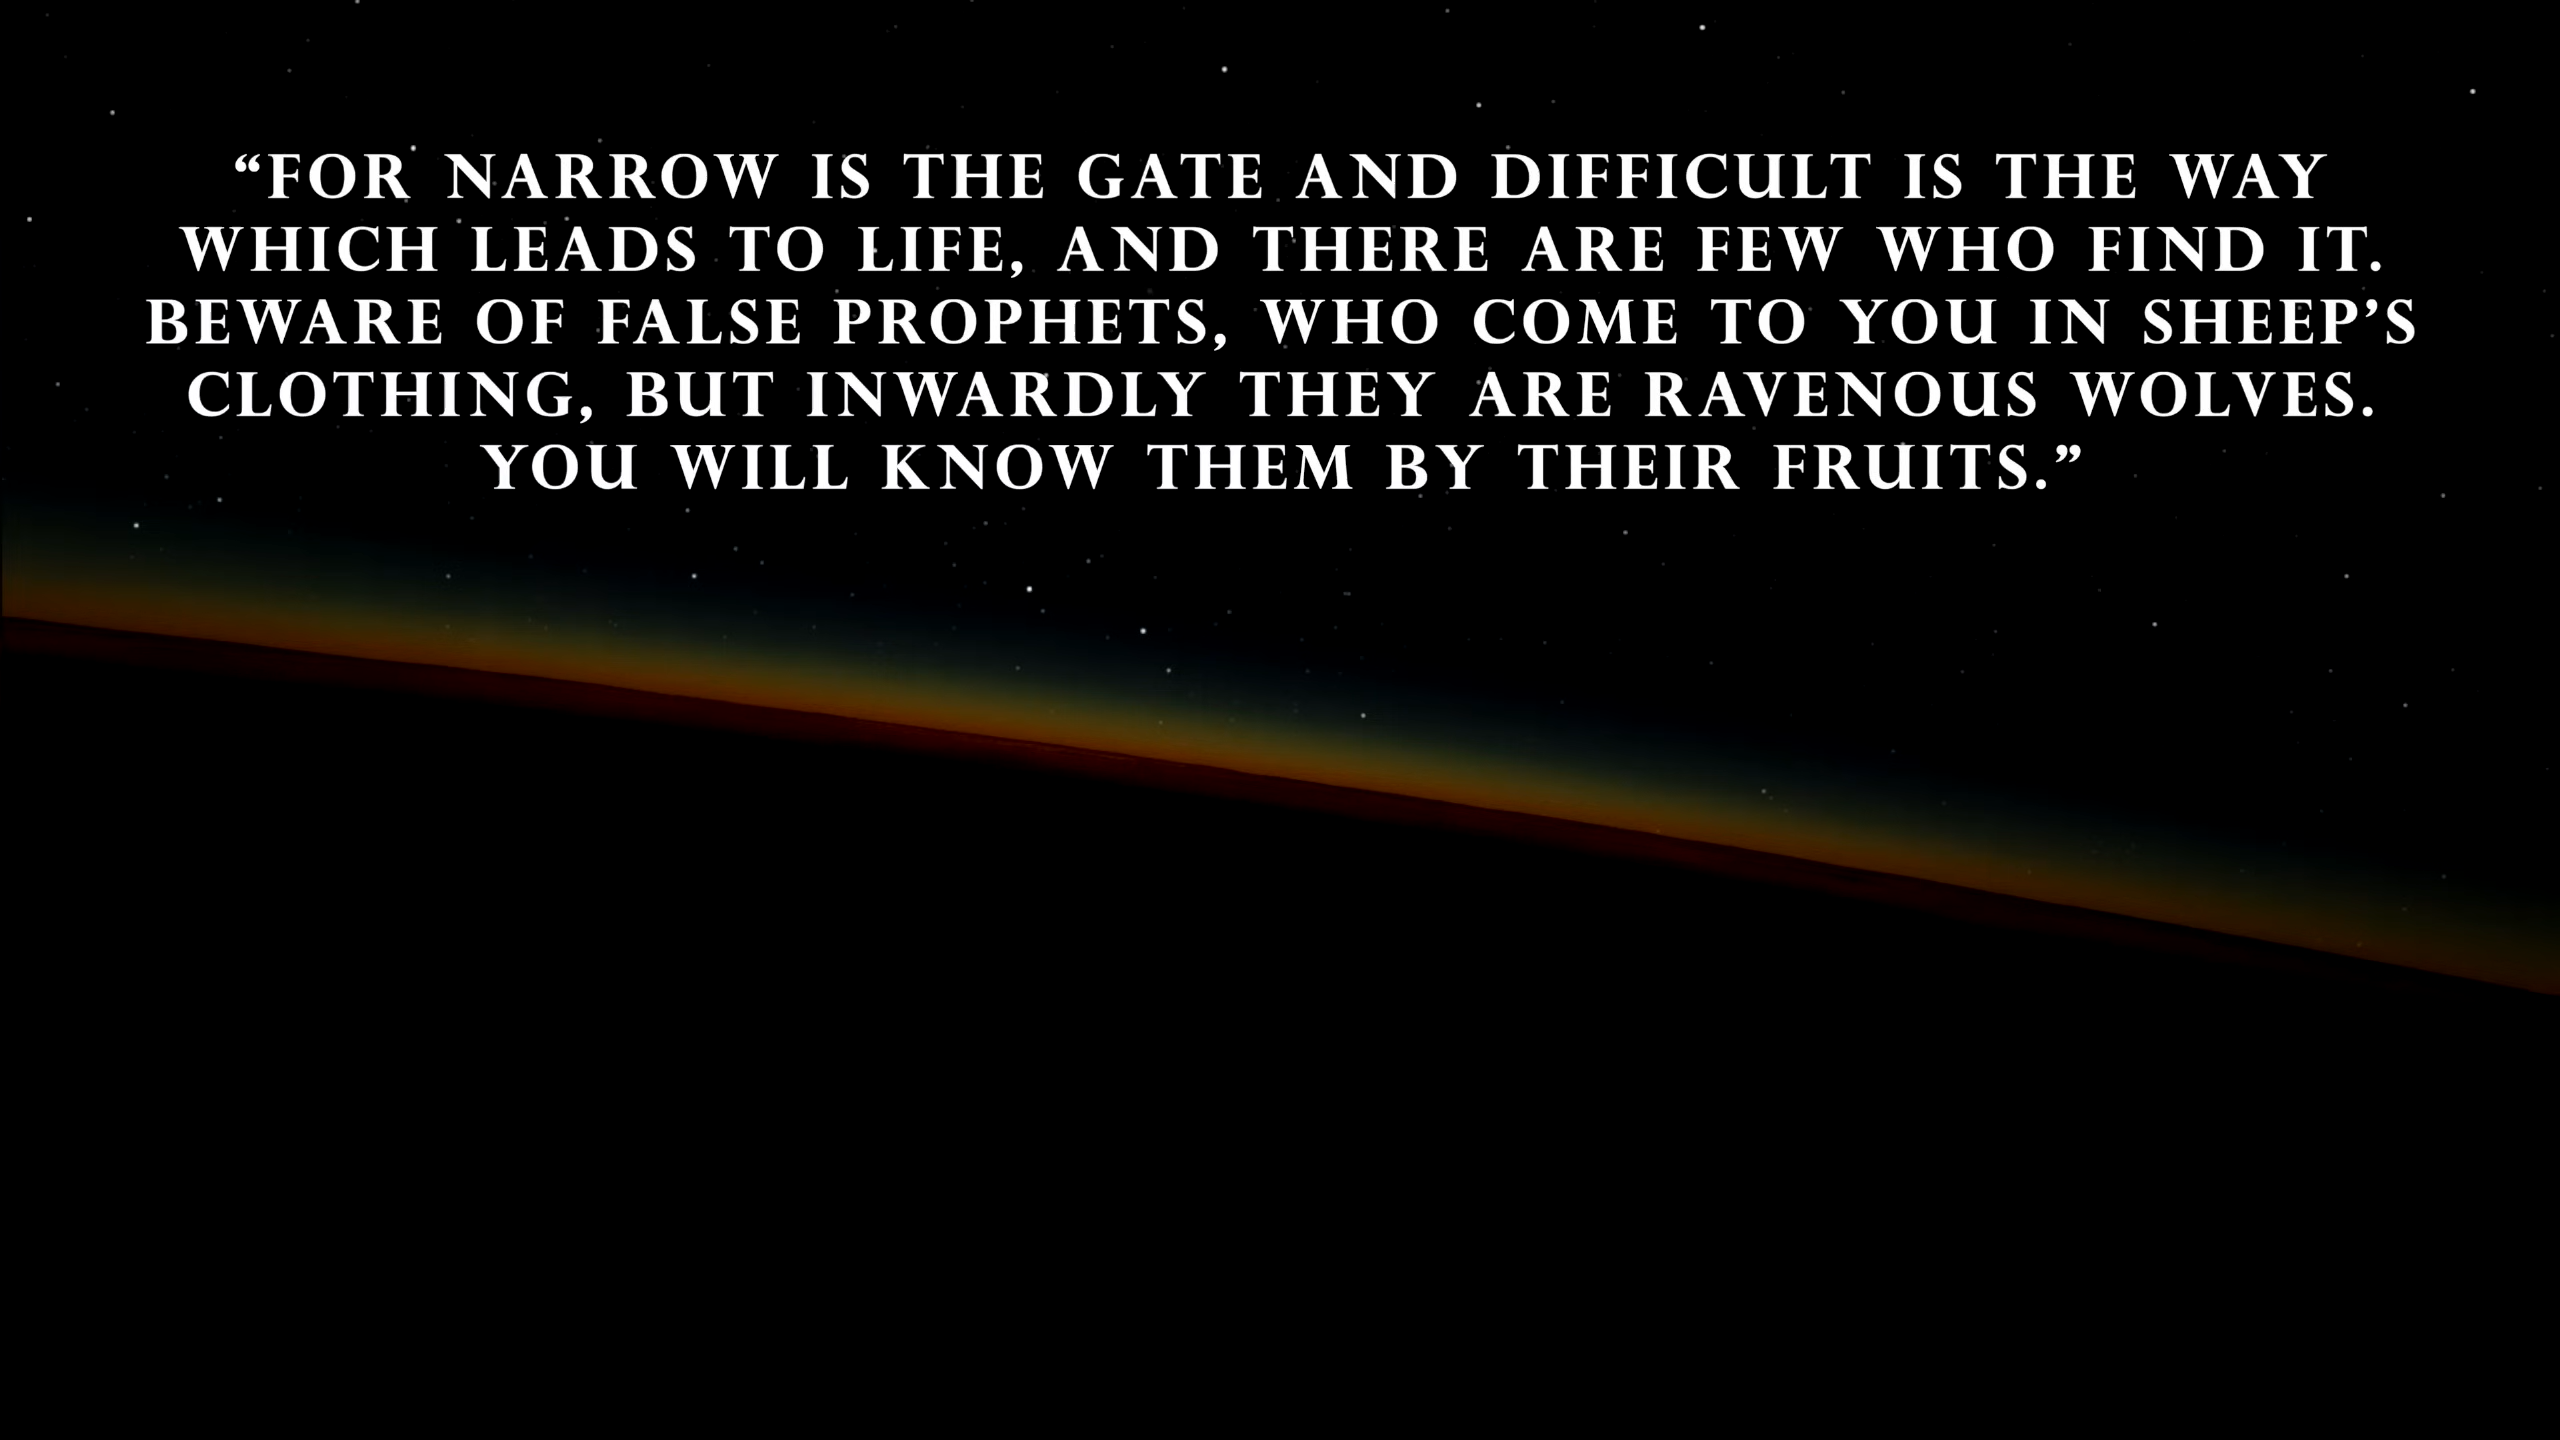 “FOR NARROW IS THE GATE AND DIFFICULT IS THE WAY
WHICH LEADS TO LIFE, AND THERE ARE FEW WHO FIND IT.
BEWARE OF FALSE PROPHETS, WHO COME TO YOU IN SHEEP’S
CLOTHING, BUT INWARDLY THEY ARE RAVENOUS WOLVES.
YOU WILL KNOW THEM BY THEIR FRUITS.”